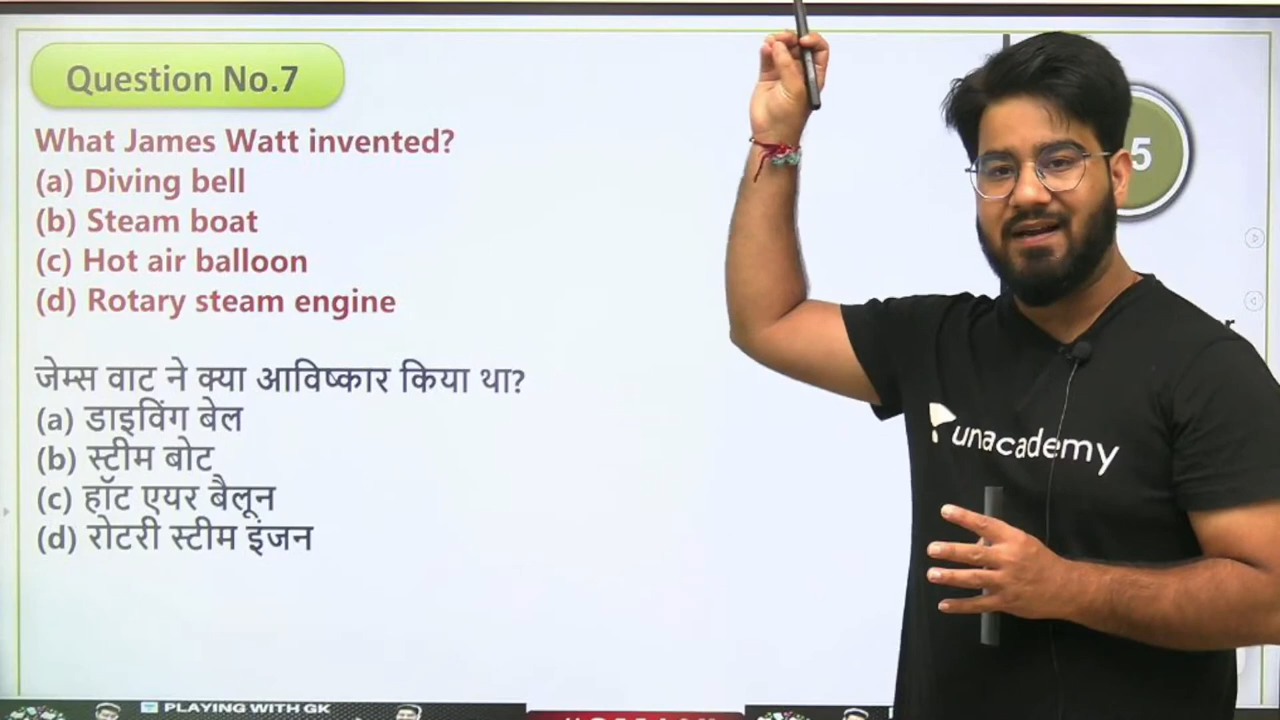 Question No.7
5
What James Watt invented?
(a) Diving bell
(b) Steam boat
(c) Hot air balloon
(d) Rotary steam engine
जेम्स वाट ने क्या आविष्कार किया था?
(a) डाइविंग बेल
(b) स्टीम बोट
(c) हॉट एयर बैलून
(d) रोटरी स्टीम इंजन
unacademy
PLAYING WITH GK